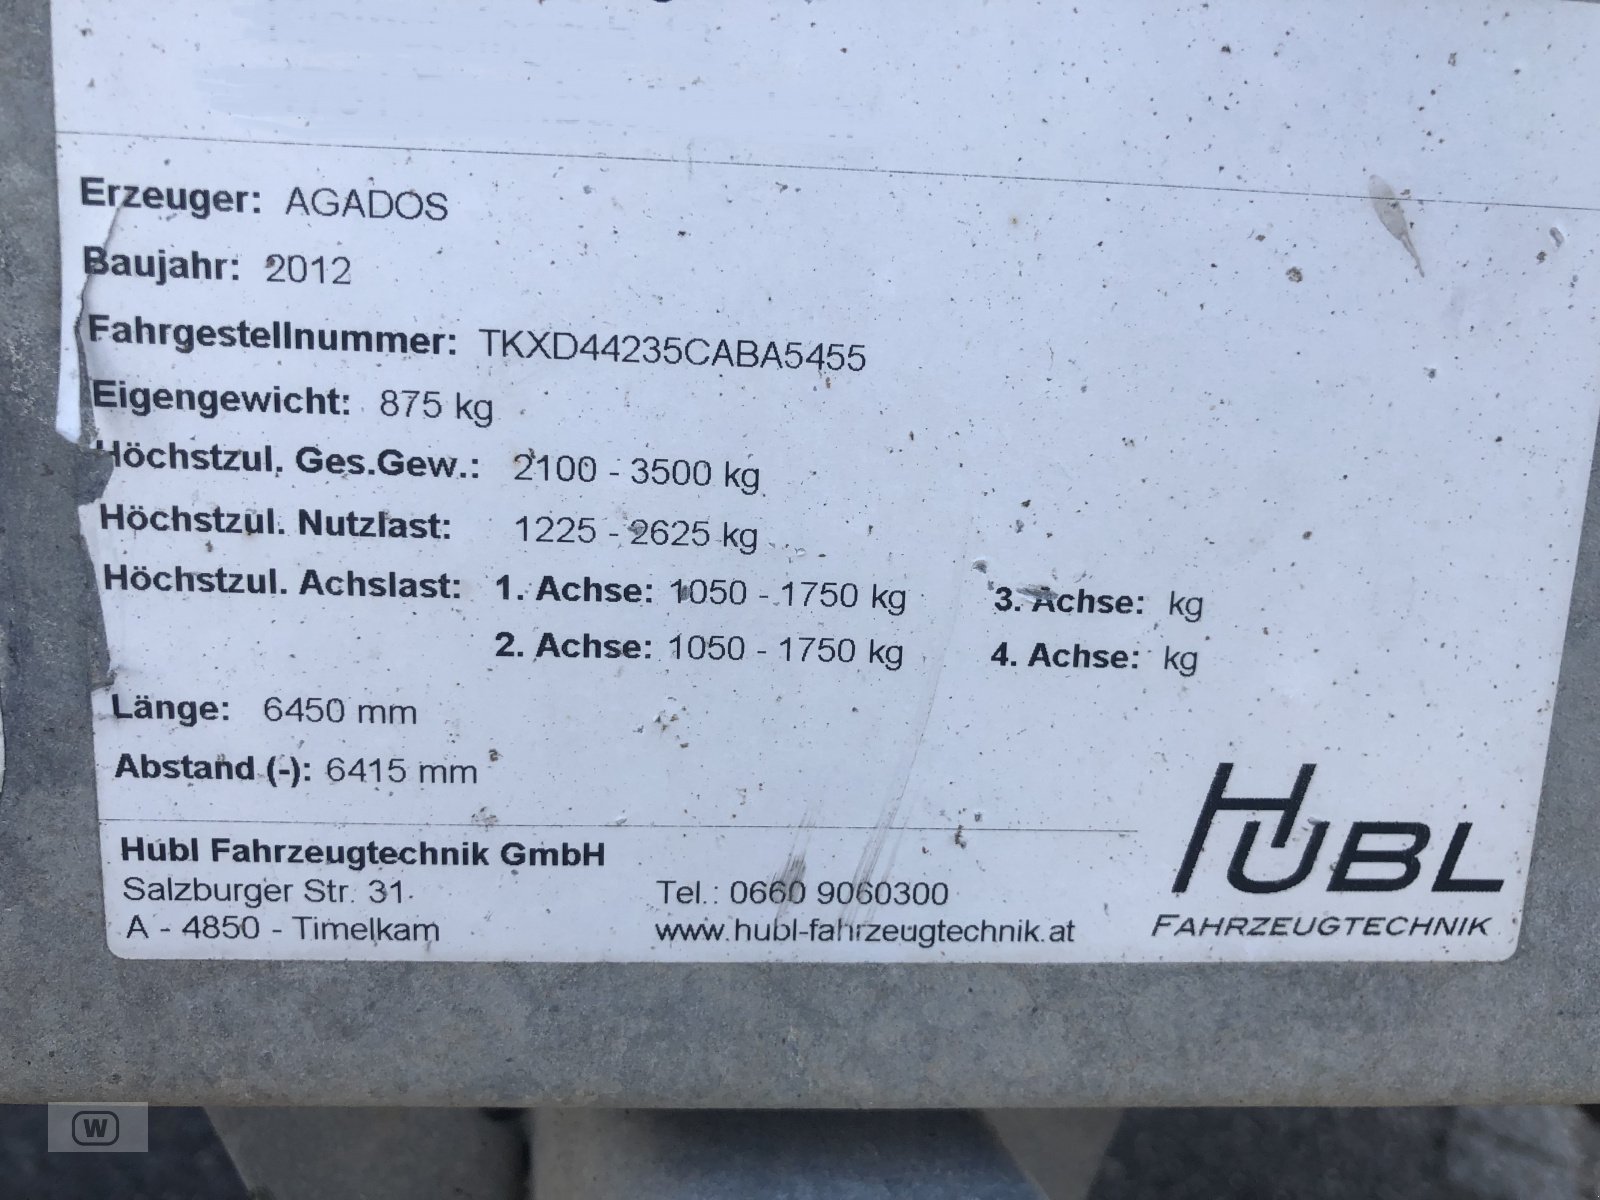 Erzeuger: AGADOS
Baujahr: 2012
Fahrgestellnummer: TKXD44235CABA5455
Eigengewicht: 875 kg
Höchstzul. Ges.Gew.: 2100 - 3500 kg
Höchstzul. Nutzlast: 1225 - 2625 kg
Höchstzul. Achslast: 1. Achse: 1050 - 1750 kg 3. Achse: kg
2. Achse: 1050 - 1750 kg 4. Achse: kg
Länge: 6450 mm
Abstand (-): 6415 mm
Hubl Fahrzeugtechnik GmbH
Salzburger Str. 31 Tel.: 0660 9060300
A - 4850 - Timelkam www.hubl-fahrzeugtechnik.at
HUBL
FAHRZEUGTECHNIK
W